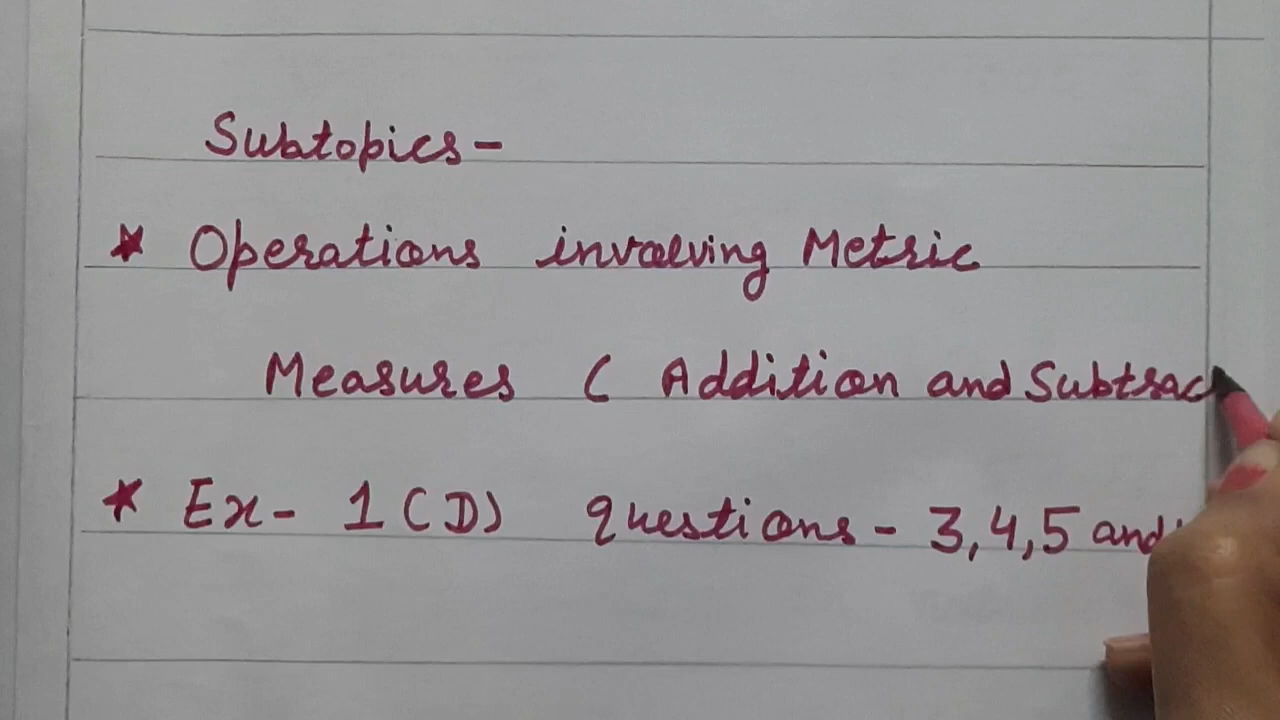 Subtopics -
* Operations involving Metric
Measures ( Addition and Subtrac
* Ex- 1 (D) questions - 3,4,5 and